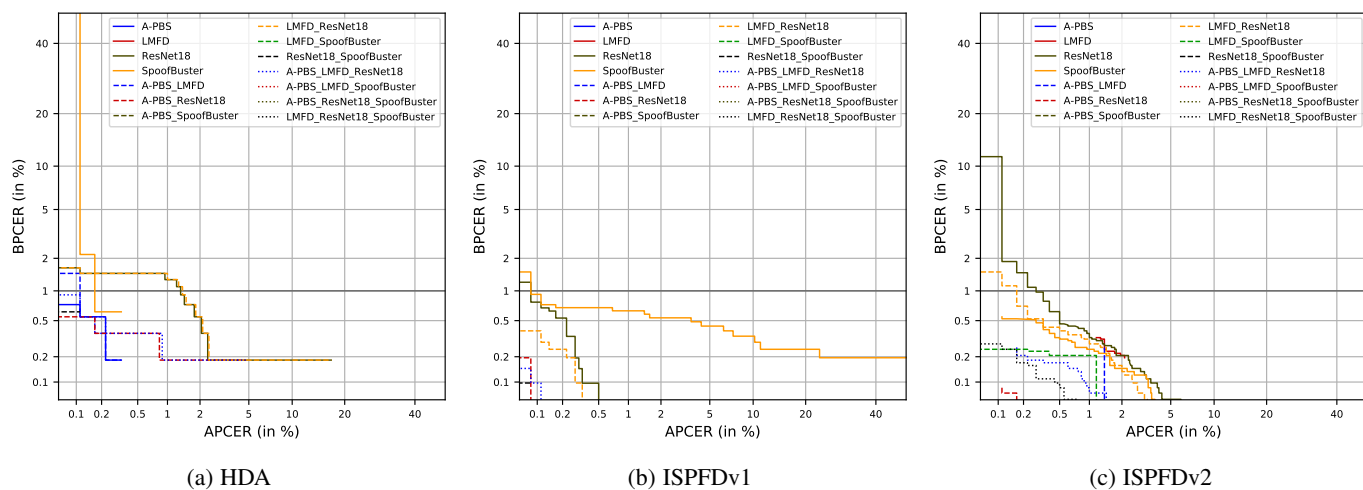 A-PBS
LMFD
ResNet18
SpoofBuster
A-PBS_LMFD
A-PBS_ResNet18
A-PBS_SpoofBuster
LMFD_ResNet18
LMFD_SpoofBuster
ResNet18_SpoofBuster
A-PBS_LMFD_ResNet18
A-PBS_LMFD_SpoofBuster
A-PBS_ResNet18_SpoofBuster
LMFD_ResNet18_SpoofBuster
BPCER (in %)
40
20
10
5
2
1
0.5
0.2
0.1
0.1 0.2 0.5 1 2 5 10 20 40
APCER (in %)
(a) HDA
A-PBS
LMFD
ResNet18
SpoofBuster
A-PBS_LMFD
A-PBS_ResNet18
A-PBS_SpoofBuster
LMFD_ResNet18
LMFD_SpoofBuster
ResNet18_SpoofBuster
A-PBS_LMFD_ResNet18
A-PBS_LMFD_SpoofBuster
A-PBS_ResNet18_SpoofBuster
LMFD_ResNet18_SpoofBuster
BPCER (in %)
40
20
10
5
2
1
0.5
0.2
0.1
0.1 0.2 0.5 1 2 5 10 20 40
APCER (in %)
(b) ISPFDv1
A-PBS
LMFD
ResNet18
SpoofBuster
A-PBS_LMFD
A-PBS_ResNet18
A-PBS_SpoofBuster
LMFD_ResNet18
LMFD_SpoofBuster
ResNet18_SpoofBuster
A-PBS_LMFD_ResNet18
A-PBS_LMFD_SpoofBuster
A-PBS_ResNet18_SpoofBuster
LMFD_ResNet18_SpoofBuster
BPCER (in %)
40
20
10
5
2
1
0.5
0.2
0.1
0.1 0.2 0.5 1 2 5 10 20 40
APCER (in %)
(c) ISPFDv2